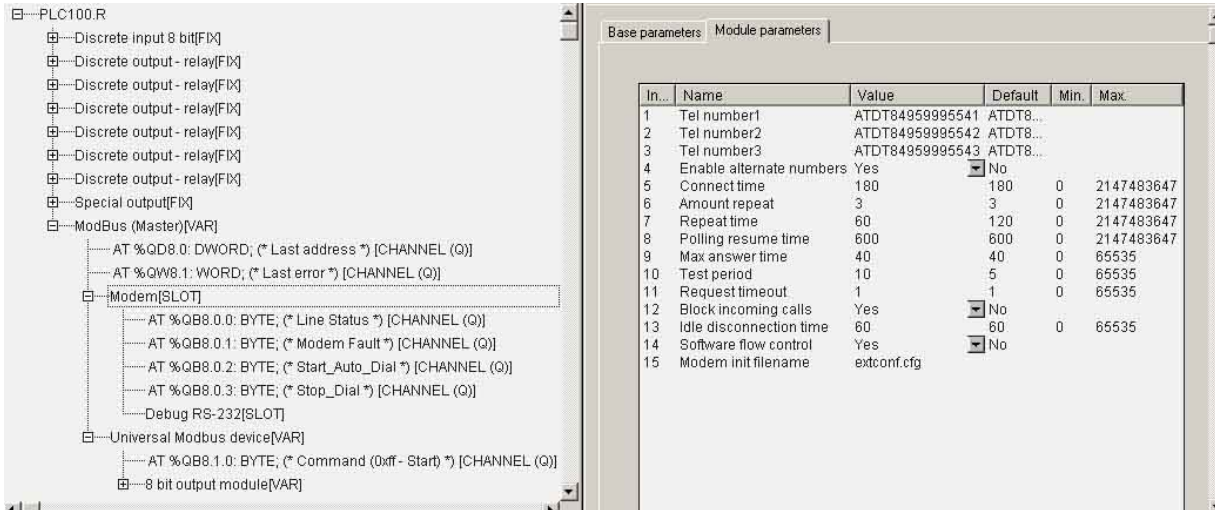 PLC100.R
Discrete input 8 bit[FIX]
Discrete output - relay[FIX]
Discrete output - relay[FIX]
Discrete output - relay[FIX]
Discrete output - relay[FIX]
Discrete output - relay[FIX]
Discrete output - relay[FIX]
Special output[FIX]
ModBus (Master)[VAR]
AT %QD8.0: DWORD; (* Last address *) [CHANNEL (Q)]
AT %QW8.1: WORD; (* Last error *) [CHANNEL (Q)]
Modem[SLOT]
AT %QB8.0.0: BYTE; (* Line Status *) [CHANNEL (Q)]
AT %QB8.0.1: BYTE; (* Modem Fault *) [CHANNEL (Q)]
AT %QB8.0.2: BYTE; (* Start_Auto_Dial *) [CHANNEL (Q)]
AT %QB8.0.3: BYTE; (* Stop_Dial *) [CHANNEL (Q)]
Debug RS-232[SLOT]
Universal Modbus device[VAR]
AT %QB8.1.0: BYTE; (* Command (0xff - Start) *) [CHANNEL (Q)]
8 bit output module[VAR]
Base parameters Module parameters
In... Name Value Default Min. Max.
1 Tel number1 ATDT84959995541 ATDT8...
2 Tel number2 ATDT84959995542 ATDT8...
3 Tel number3 ATDT84959995543 ATDT8...
4 Enable alternate numbers Yes No
5 Connect time 180 180 0 2147483647
6 Amount repeat 3 3 0 2147483647
7 Repeat time 60 120 0 2147483647
8 Polling resume time 600 600 0 2147483647
9 Max answer time 40 40 0 65535
10 Test period 10 5 0 65535
11 Request timeout 1 1 0 65535
12 Block incoming calls Yes No
13 Idle disconnection time 60 60 0 65535
14 Software flow control Yes No
15 Modem init filename extconf.cfg